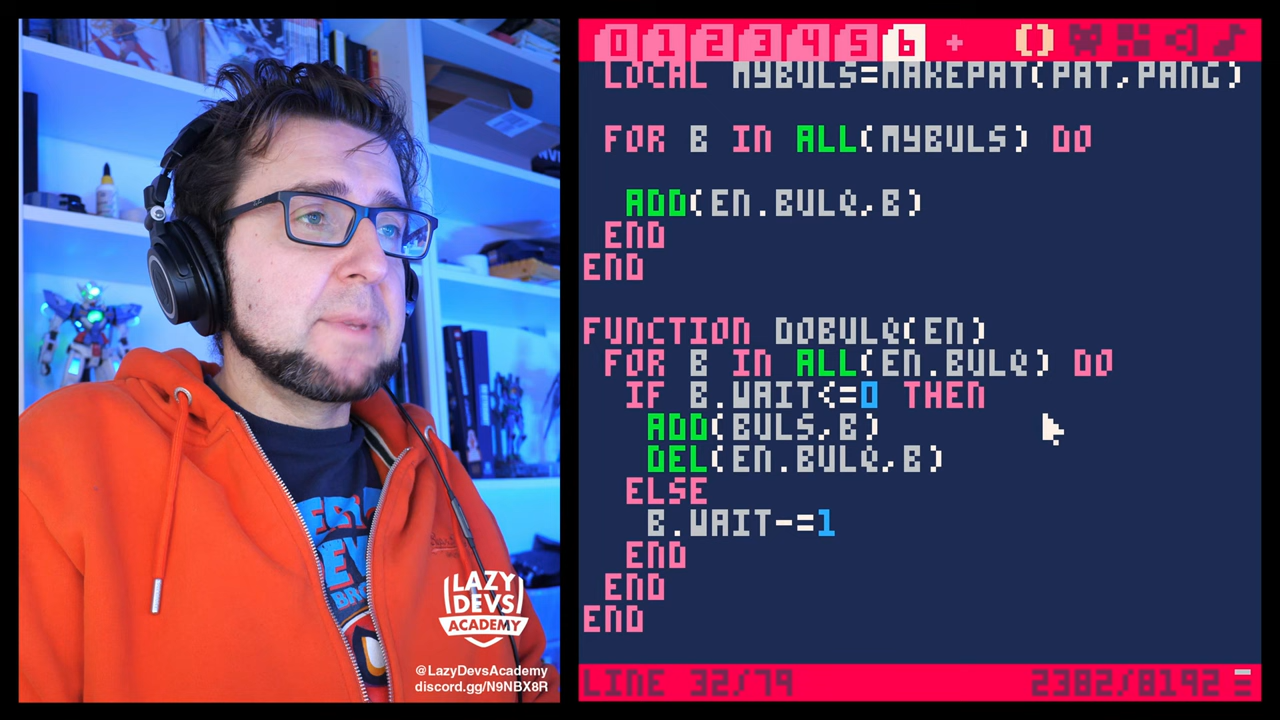 0 1 2 3 4 5 6 + ()
LOCAL MYBULS=MAKEPAT(PAT,PANG)
FOR B IN ALL(MYBULS) DO
ADD(EN.BULQ,B)
END
END
FUNCTION DOBULQ(EN)
FOR B IN ALL(EN.BULQ) DO
IF B.WAIT<=0 THEN
ADD(BULS,B)
DEL(EN.BULQ,B)
ELSE
B.WAIT-=1
END
END
END
LINE 32/79 2382/8192
LAZY
DEVS
ACADEMY
@LazyDevsAcademy
discord.gg/N9NBX8R